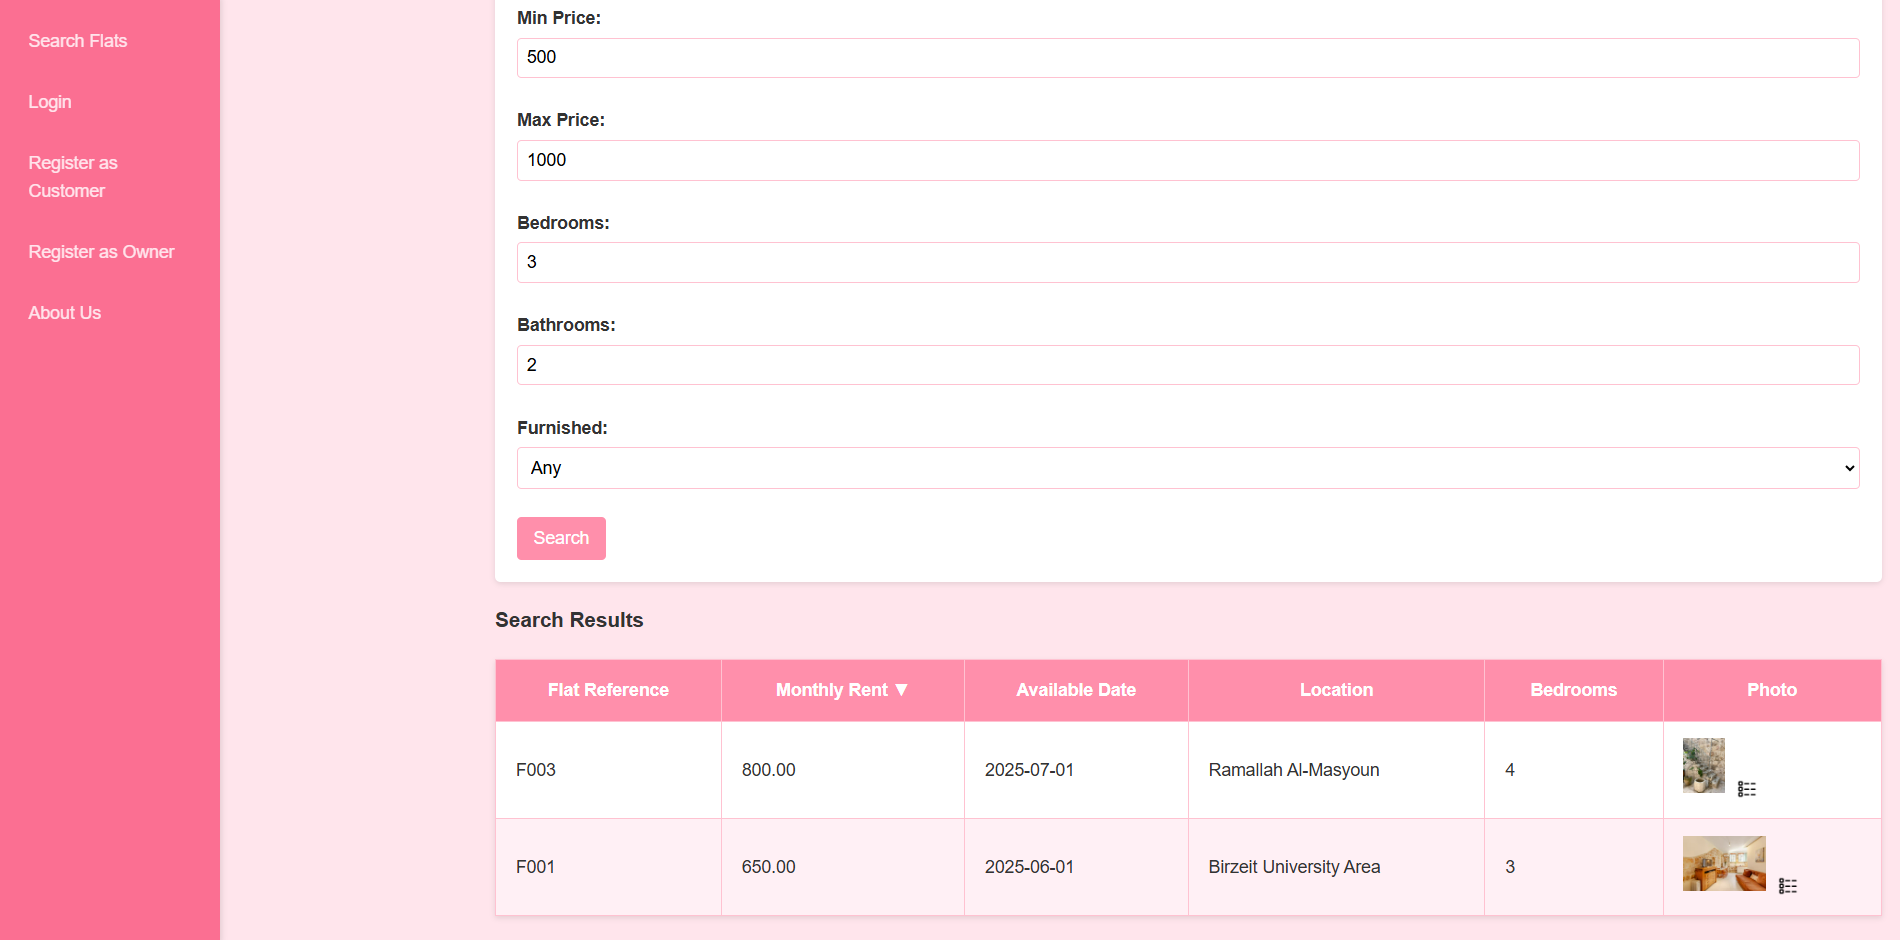 Search Flats
Login
Register as
Customer
Register as Owner
About Us
Min Price:
500
Max Price:
1000
Bedrooms:
3
Bathrooms:
2
Furnished:
Any
Search
Search Results
Flat Reference Monthly Rent ▼ Available Date Location Bedrooms Photo
F003 800.00 2025-07-01 Ramallah Al-Masyoun 4
F001 650.00 2025-06-01 Birzeit University Area 3